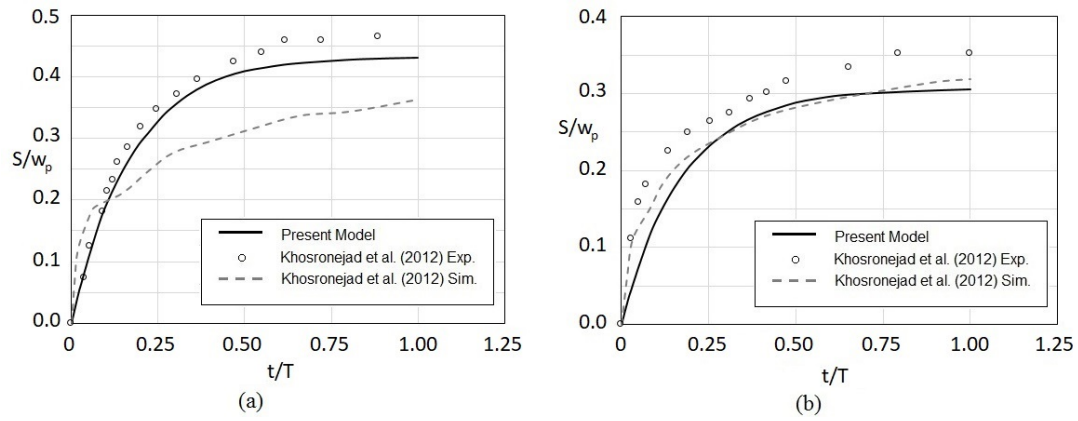 0.5
0.4
0.3
S/wp
0.2
0.1
0.0
0
0.25
0.50
0.75
1.00
1.25
t/T
Present Model
Khosronejad et al. (2012) Exp.
Khosronejad et al. (2012) Sim.
(a)
0.4
0.3
S/wp
0.2
0.1
0.0
0
0.25
0.50
0.75
1.00
1.25
t/T
Present Model
Khosronejad et al. (2012) Exp.
Khosronejad et al. (2012) Sim.
(b)